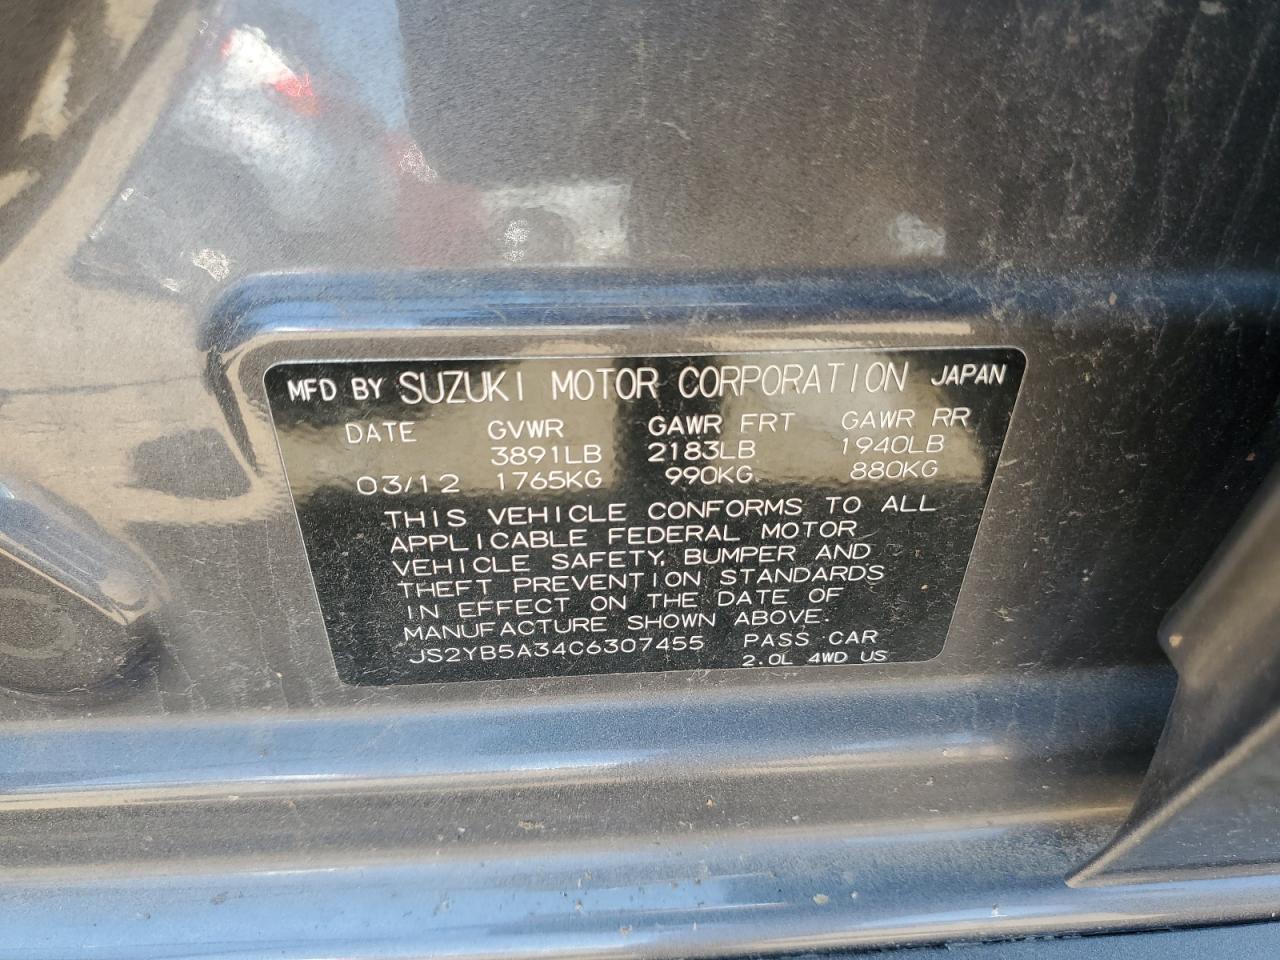 MFD BY SUZUKI MOTOR CORPORATION JAPAN
DATE GVWR GAWR FRT GAWR RR
3891LB 2183LB 1940LB
03/12 1765KG 990KG 880KG
THIS VEHICLE CONFORMS TO ALL
APPLICABLE FEDERAL MOTOR
VEHICLE SAFETY, BUMPER AND
THEFT PREVENTION STANDARDS
IN EFFECT ON THE DATE OF
MANUFACTURE SHOWN ABOVE.
JS2YB5A34C6307455 PASS CAR
2.0L 4WD US